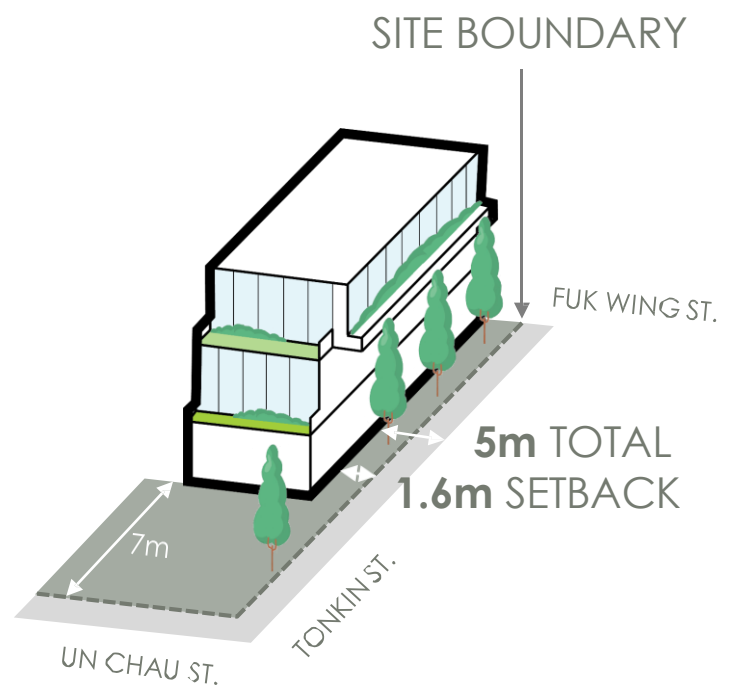 SITE BOUNDARY
FUK WING ST.
5m TOTAL
1.6m SETBACK
7m
TONKIN ST.
UN CHAU ST.